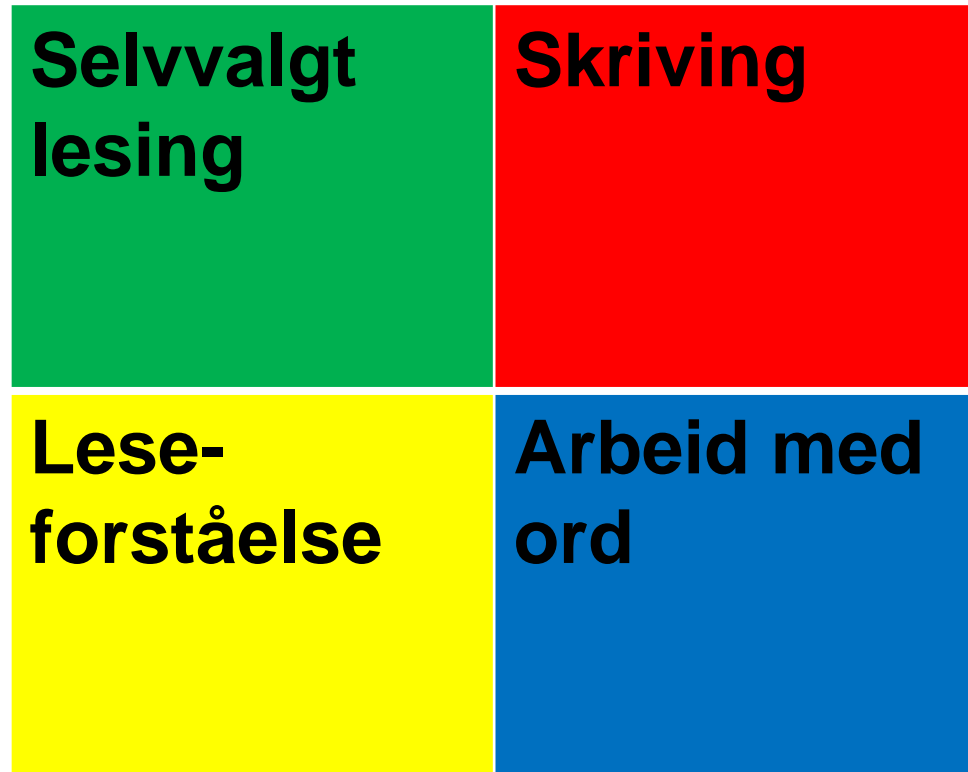 Selvvalgt
lesing
Skriving
Lese-
forståelse
Arbeid med
ord